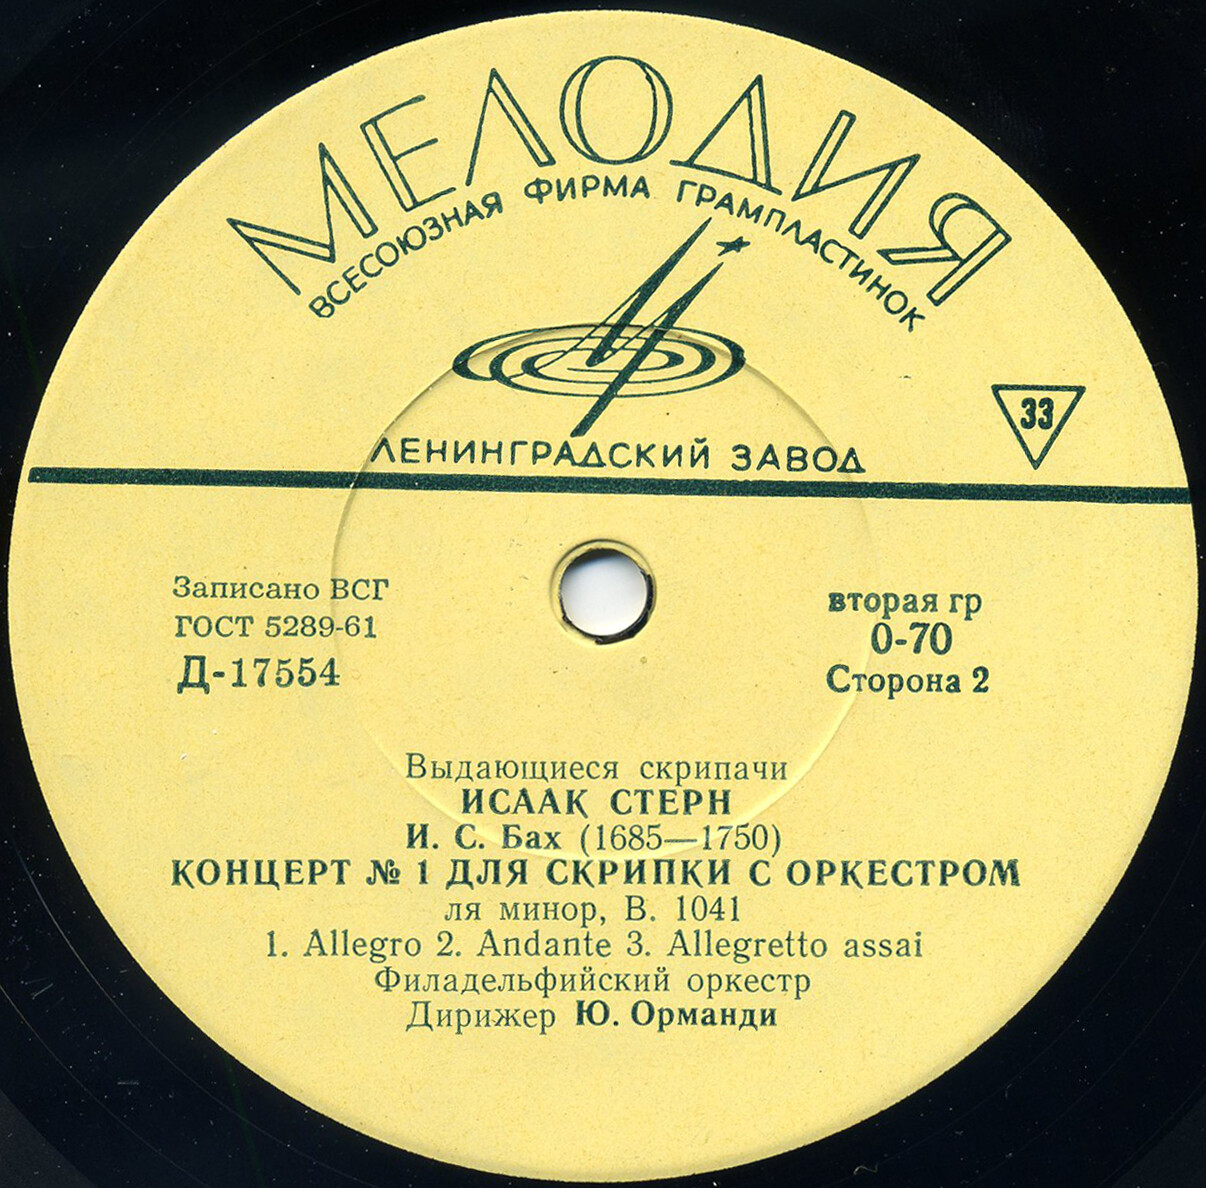 МЕЛОДИЯ
ВСЕСОЮЗНАЯ ФИРМА ГРАМПЛАСТИНОК
33
ЛЕНИНГРАДСКИЙ ЗАВОД
Записано ВСГ
ГОСТ 5289-61
Д-17554
вторая гр
0-70
Сторона 2
Выдающиеся скрипачи
ИСААК СТЕРН
И. С. Бах (1685—1750)
КОНЦЕРТ № 1 ДЛЯ СКРИПКИ С ОРКЕСТРОМ
ля минор, В. 1041
1. Allegro 2. Andante 3. Allegretto assai
Филадельфийский оркестр
Дирижер Ю. Орманди